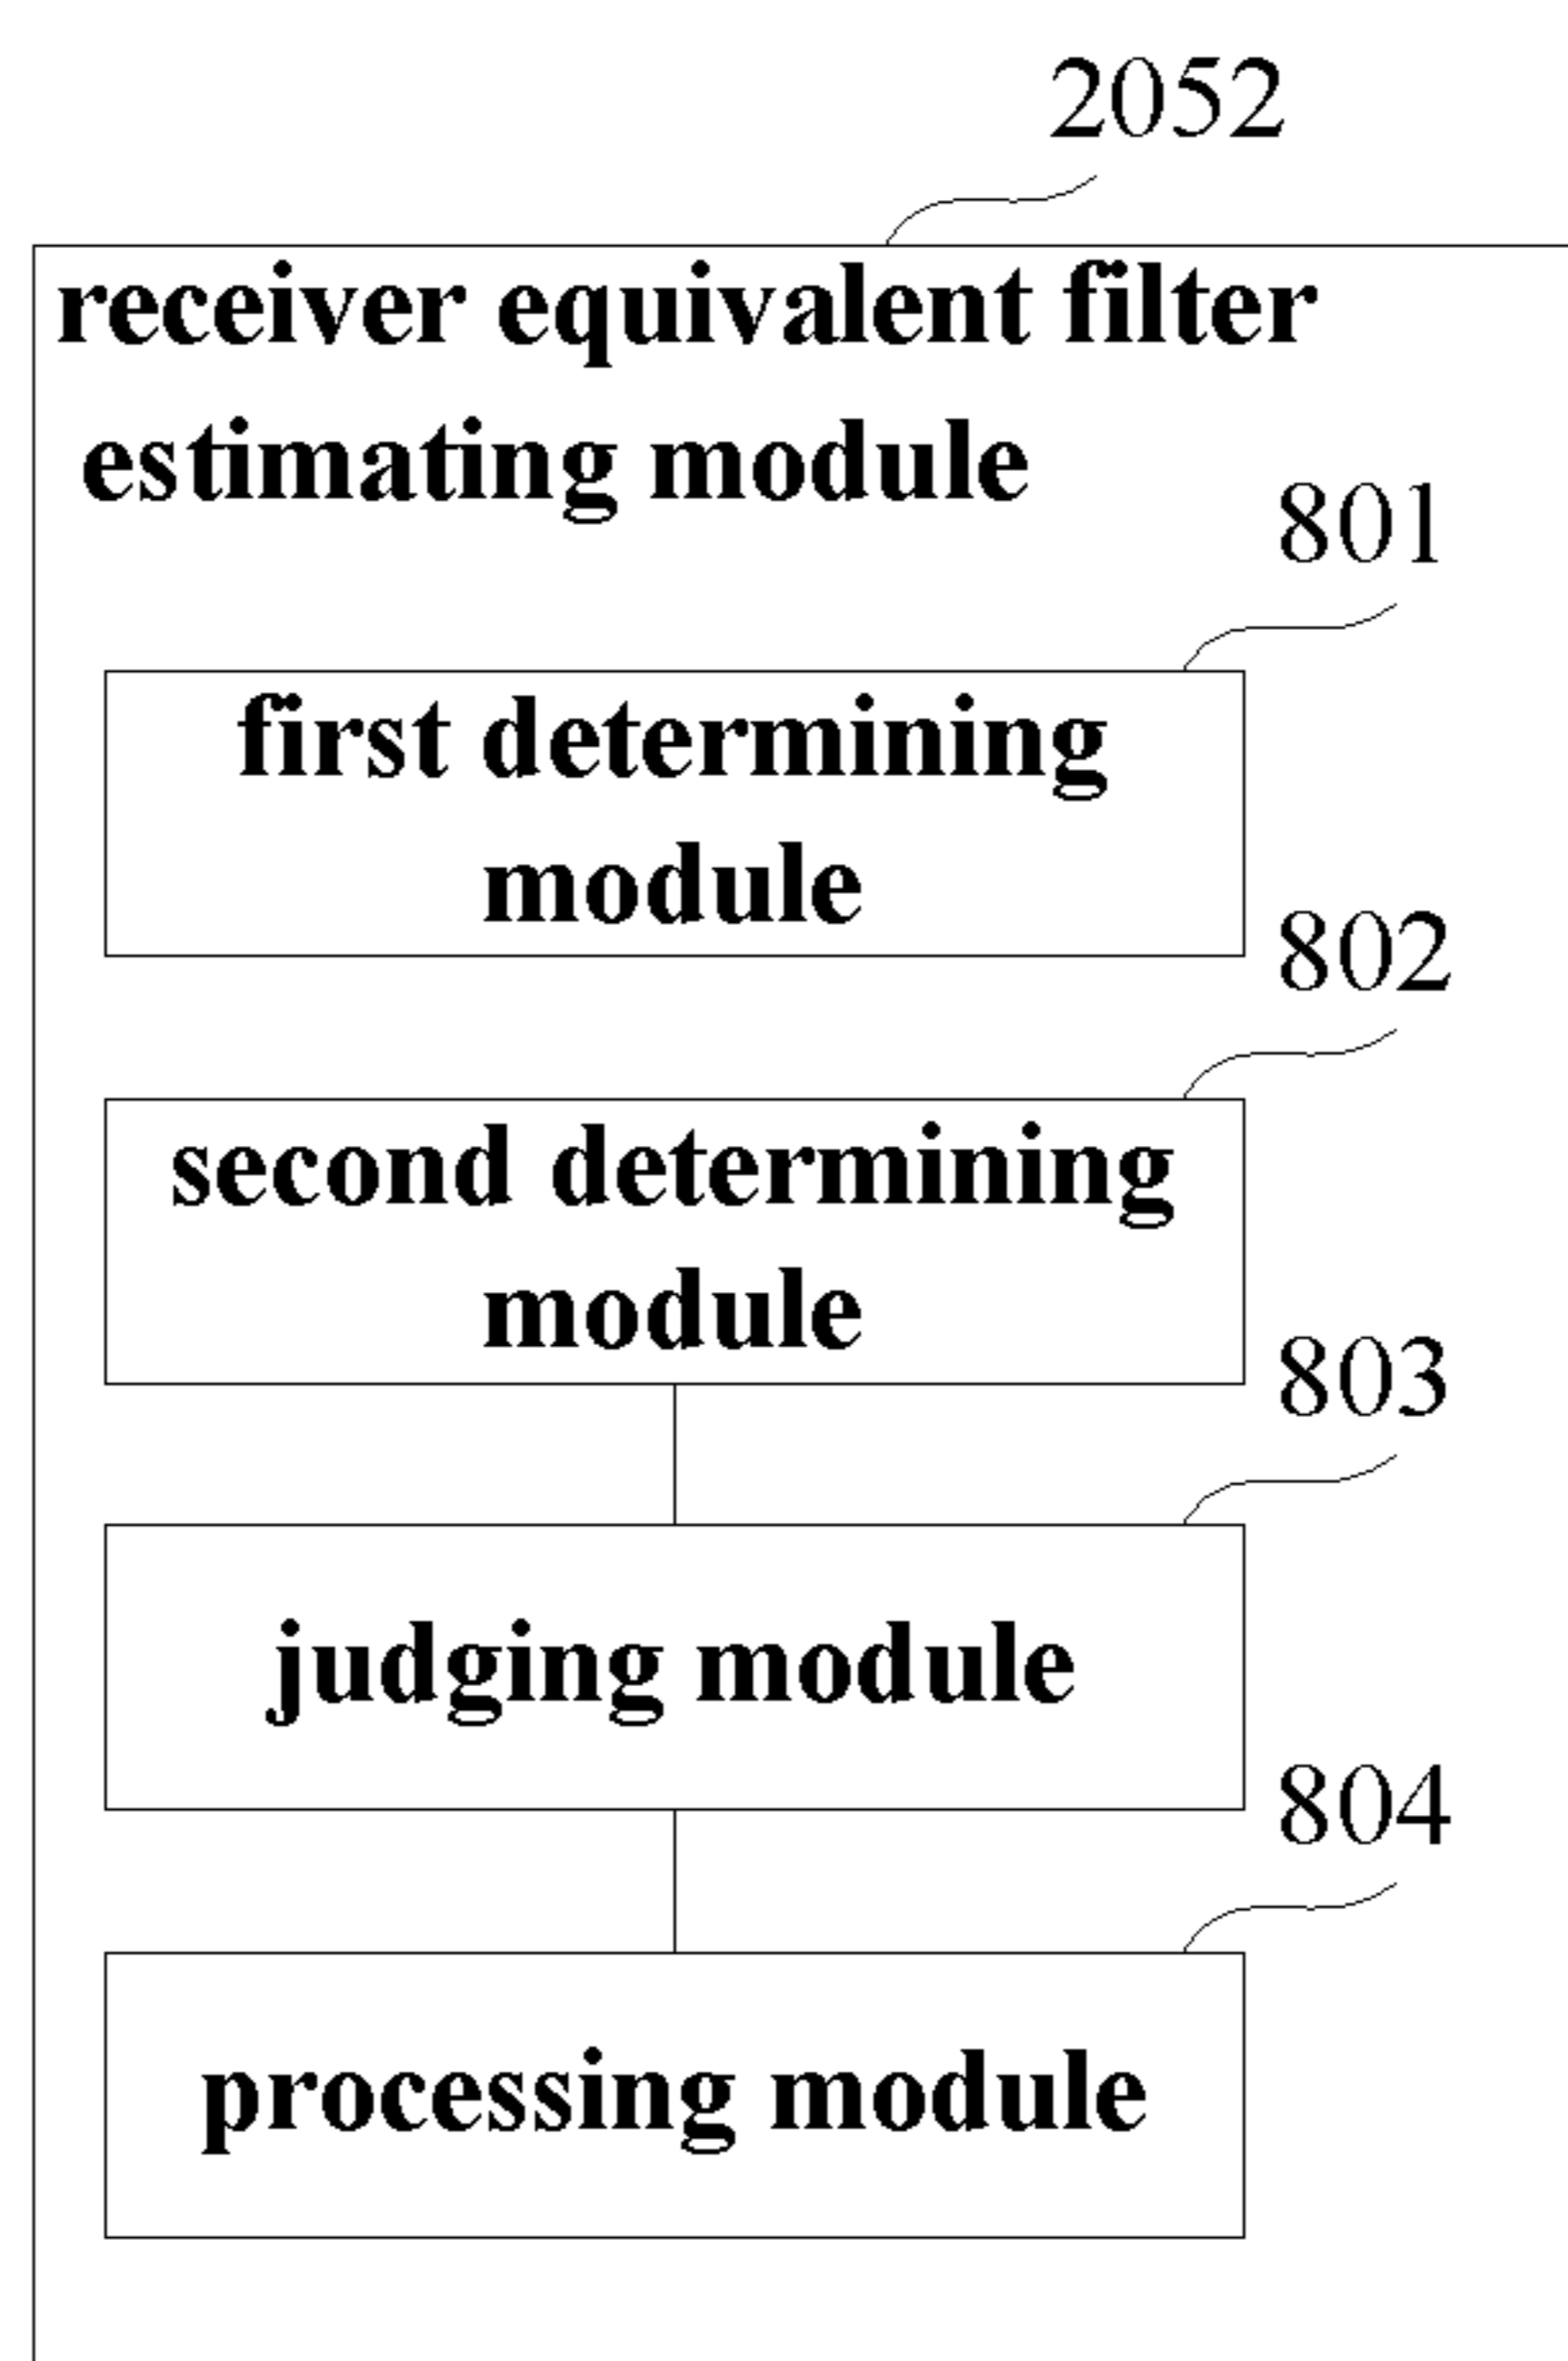 2052
receiver equivalent filter
estimating module
801
first determining
module
802
second determining
module
803
judging module
804
processing module